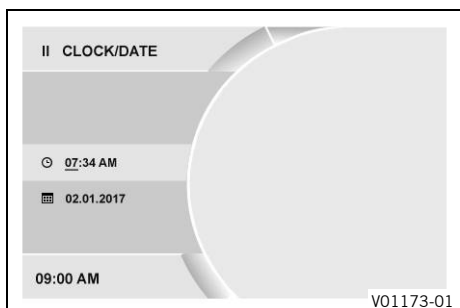 II CLOCK/DATE
07:34 AM
02.01.2017
09:00 AM
V01173-01